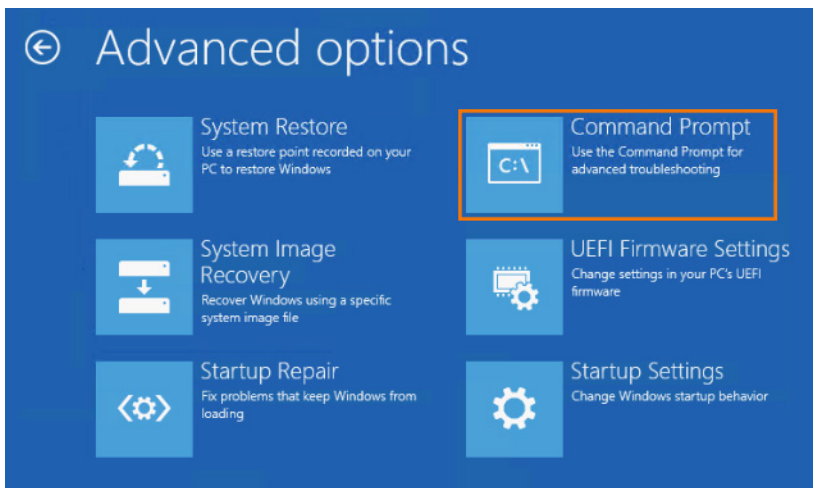 Advanced options
System Restore
Use a restore point recorded on your
PC to restore Windows
Command Prompt
Use the Command Prompt for
advanced troubleshooting
C:\
System Image
Recovery
Recover Windows using a specific
system image file
UEFI Firmware Settings
Change settings in your PC's UEFI
firmware
Startup Repair
Fix problems that keep Windows from
loading
Startup Settings
Change Windows startup behavior